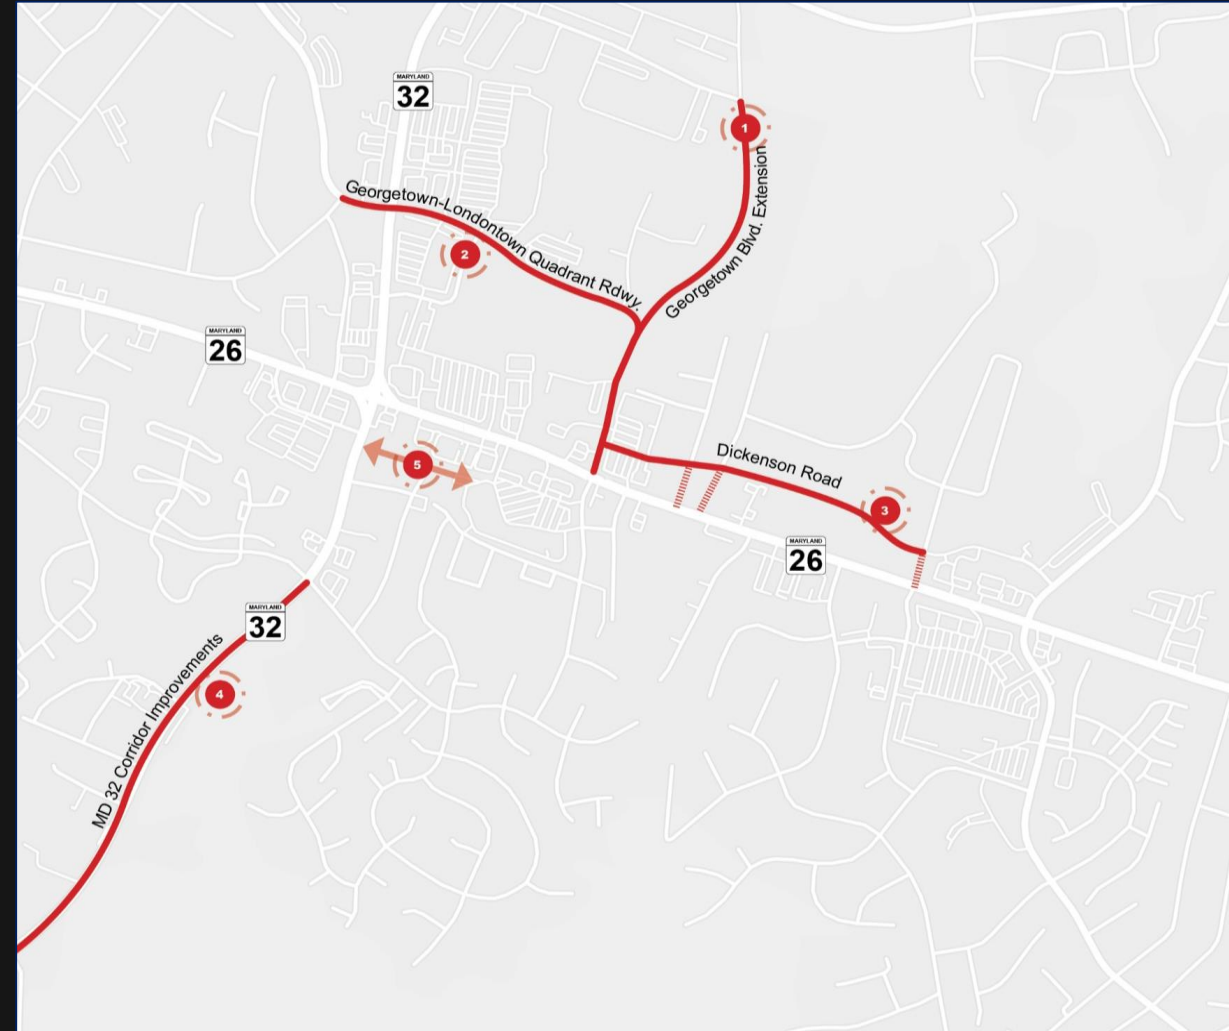 MARYLAND
32
1
Georgetown Blvd. Extension
Georgetown-Londontown Quadrant Rdwy.
2
MARYLAND
26
5
Dickenson Road
3
MARYLAND
26
MARYLAND
32
MD 32 Corridor Improvements
4